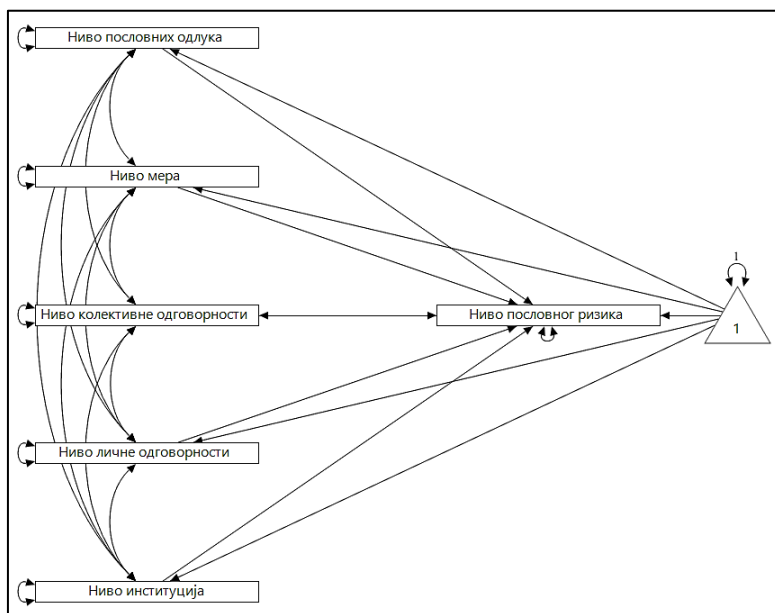 Ниво пословних одлука
Ниво мера
Ниво колективне одговорности
Ниво пословног ризика
1
1
Ниво личне одговорности
Ниво институција